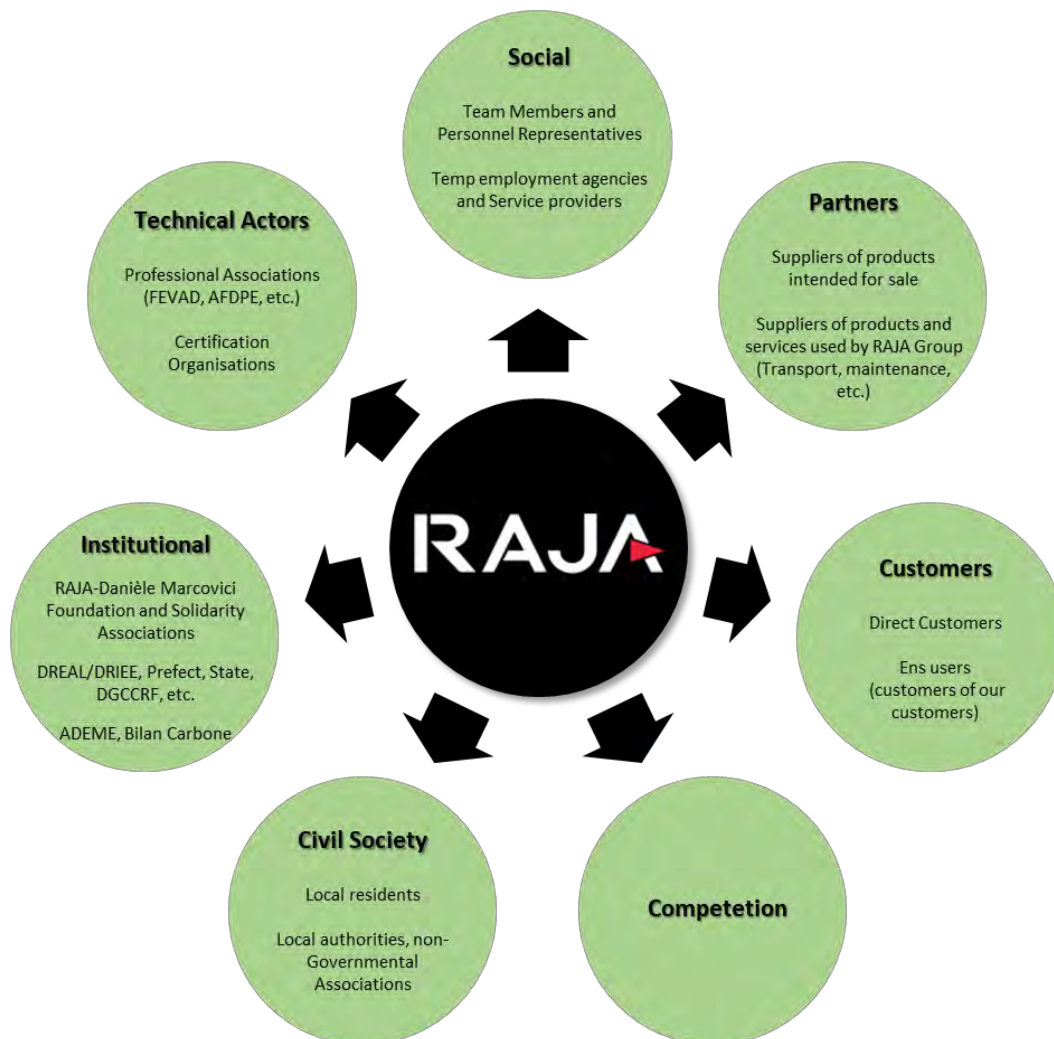 Social
Team Members and
Personnel Representatives
Temp employment agencies
and Service providers
Partners
Suppliers of products
intended for sale
Suppliers of products and
services used by RAJA Group
(Transport, maintenance,
etc.)
Customers
Direct Customers
Ens users
(customers of our
customers)
Competetion
Civil Society
Local residents
Local authorities, non-
Governmental
Associations
Institutional
RAJA-Danièle Marcovici
Foundation and Solidarity
Associations
DREAL/DRIEE, Prefect, State,
DGCCRF, etc.
ADEME, Bilan Carbone
Technical Actors
Professional Associations
(FEVAD, AFDPE, etc.)
Certification
Organisations
RAJA